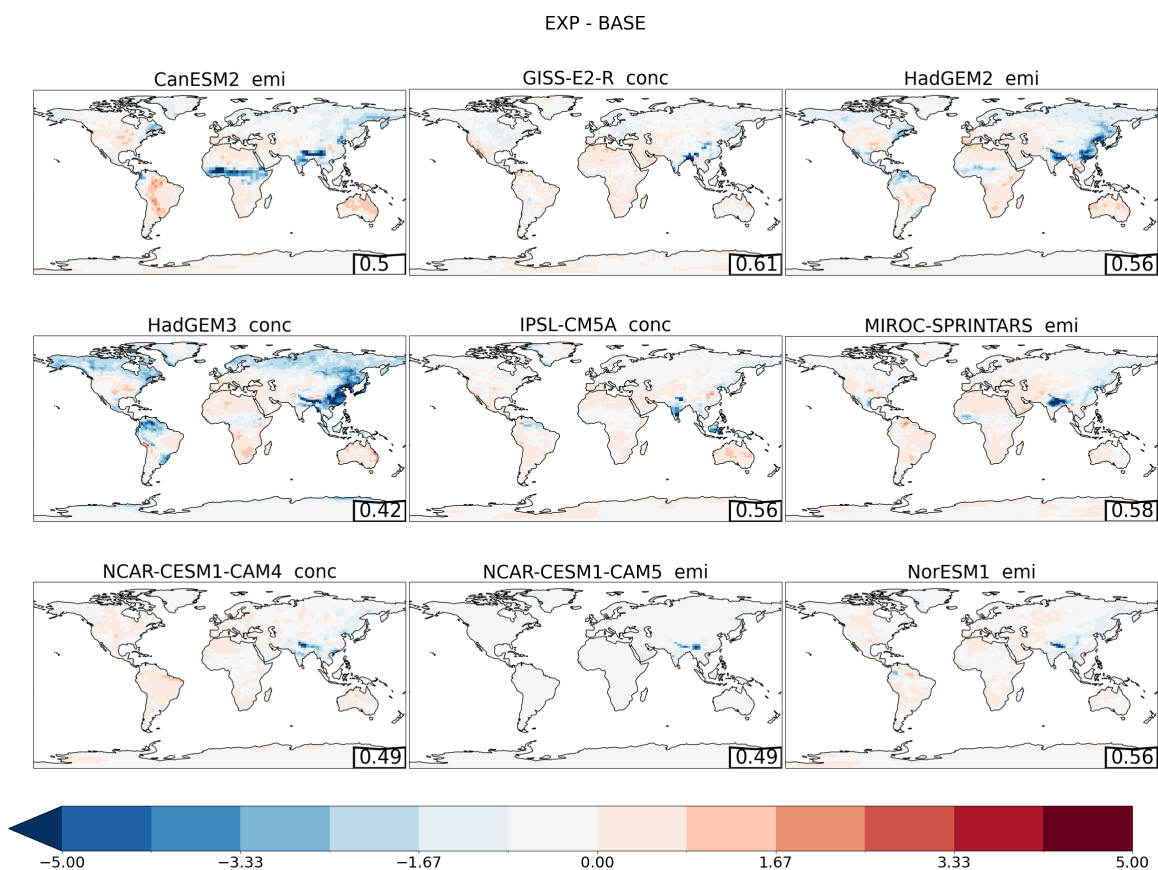 EXP - BASE
CanESM2 emi
GISS-E2-R conc
HadGEM2 emi
0.5
0.61
0.56
HadGEM3 conc
IPSL-CM5A conc
MIROC-SPRINTARS emi
0.42
0.56
0.58
NCAR-CESM1-CAM4 conc
NCAR-CESM1-CAM5 emi
NorESM1 emi
0.49
0.49
0.56
−5.00
−3.33
−1.67
0.00
1.67
3.33
5.00